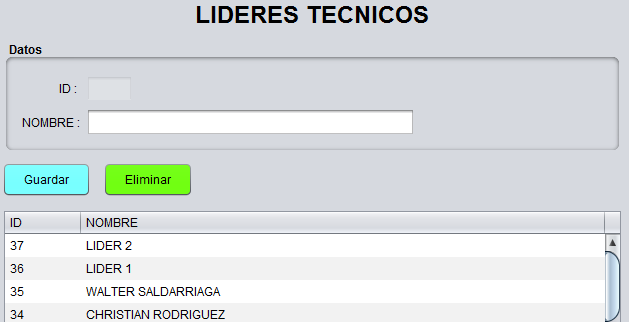 LIDERES TECNICOS
Datos
ID :
NOMBRE :
Guardar Eliminar
ID NOMBRE
37 LIDER 2
36 LIDER 1
35 WALTER SALDARRIAGA
34 CHRISTIAN RODRIGUEZ